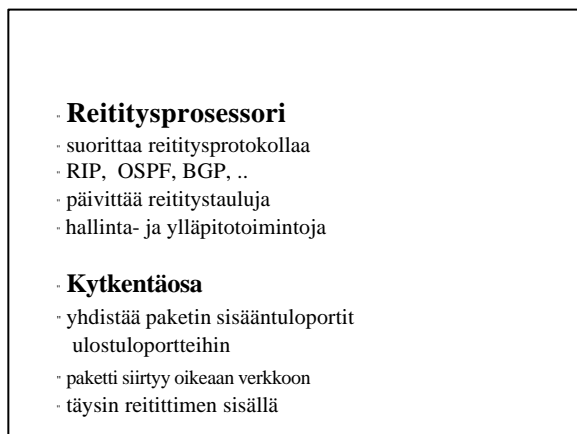 Reititysprosessori
suorittaa reititysprotokollaa
RIP, OSPF, BGP, ..
päivittää reititystauluja
hallinta- ja ylläpitotoimintoja
Kytkentäosa
yhdistää paketin sisääntuloportit
ulostuloportteihin
paketti siirtyy oikeaan verkkoon
täysin reitittimen sisällä